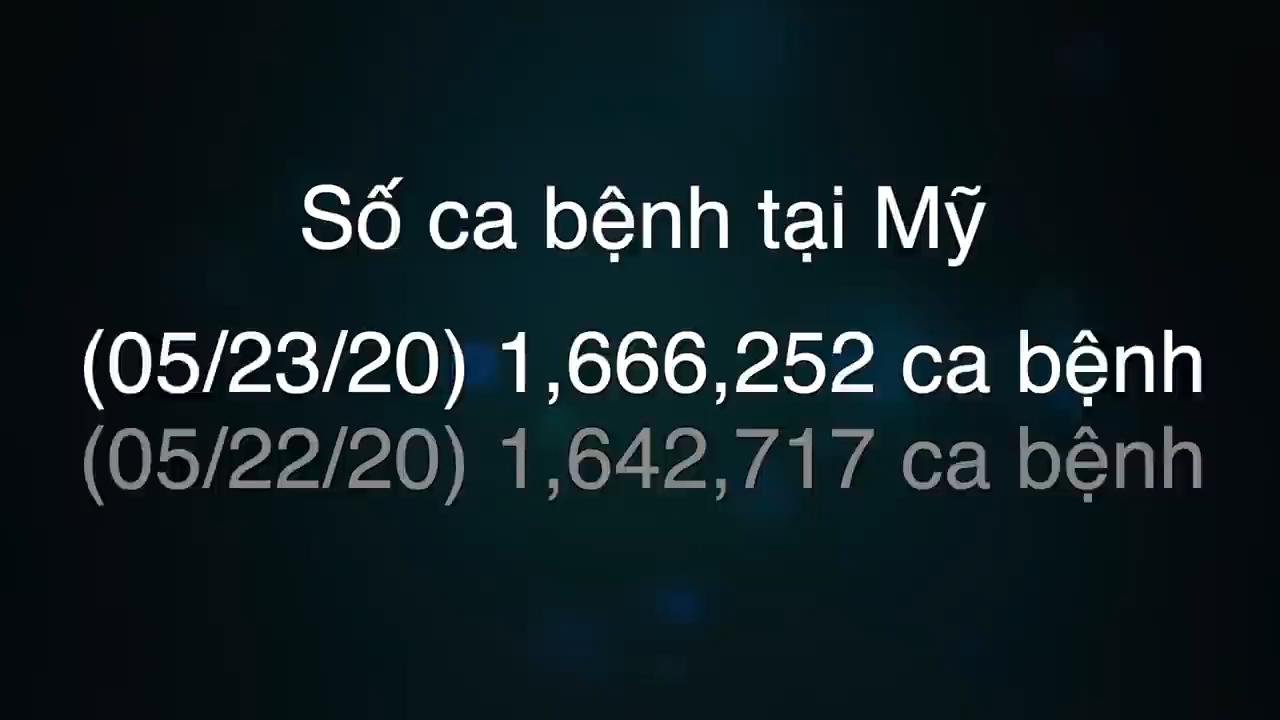 Số ca bệnh tại Mỹ
(05/23/20) 1,666,252 ca bệnh
(05/22/20) 1,642,717 ca bệnh